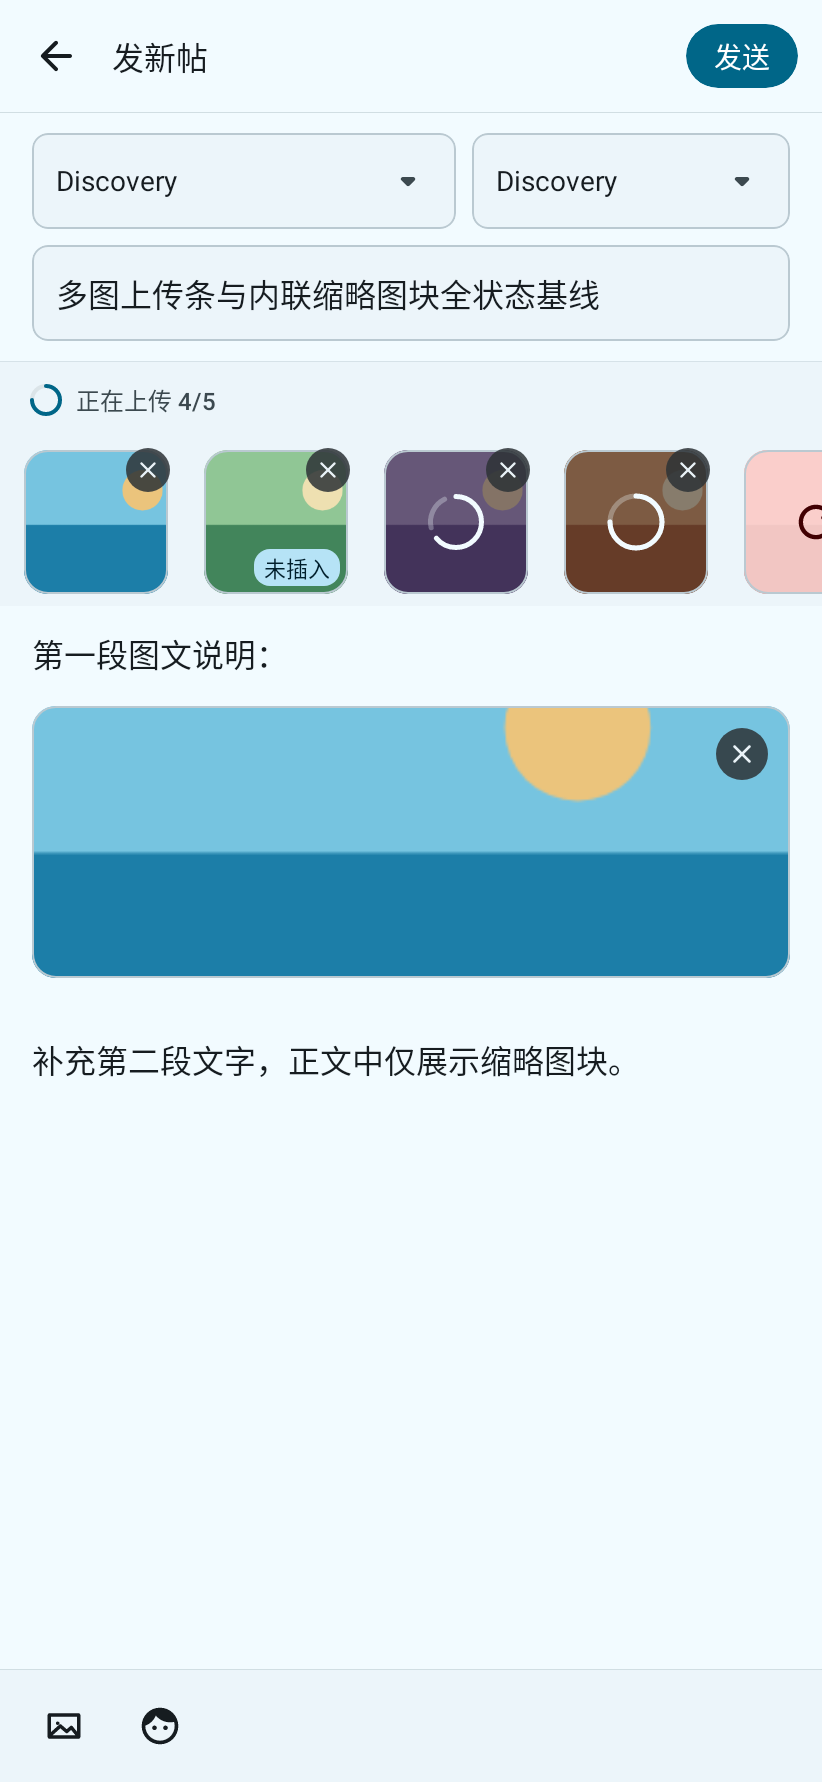 发新帖
发送
Discovery
Discovery
多图上传条与内联缩略图块全状态基线
正在上传 4/5
未插入
第一段图文说明：
补充第二段文字，正文中仅展示缩略图块。